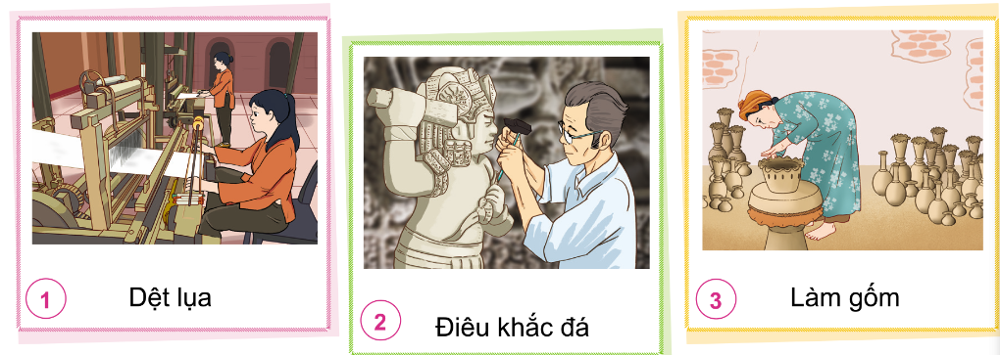 1 Dệt lụa
2 Điêu khắc đá
3 Làm gốm